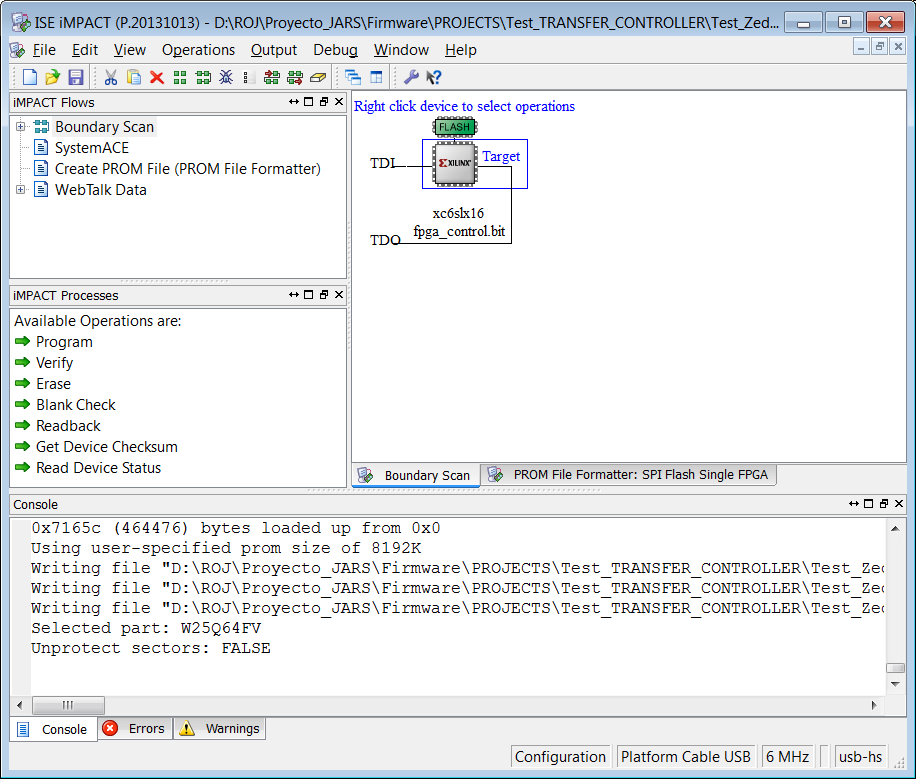 ISE iMPACT (P.20131013) - D:\ROJ\Proyecto_JARS\Firmware\PROJECTS\Test_TRANSFER_CONTROLLER\Test_Zed...
File Edit View Operations Output Debug Window Help
iMPACT Flows
Boundary Scan
SystemACE
Create PROM File (PROM File Formatter)
WebTalk Data
iMPACT Processes
Available Operations are:
Program
Verify
Erase
Blank Check
Readback
Get Device Checksum
Read Device Status
Right click device to select operations
FLASH
TDI
XILINX
Target
xc6slx16
fpga_control.bit
TDO
Boundary Scan
PROM File Formatter: SPI Flash Single FPGA
Console
0x7165c (464476) bytes loaded up from 0x0
Using user-specified prom size of 8192K
Writing file "D:\ROJ\Proyecto_JARS\Firmware\PROJECTS\Test_TRANSFER_CONTROLLER\Test_Zed
Writing file "D:\ROJ\Proyecto_JARS\Firmware\PROJECTS\Test_TRANSFER_CONTROLLER\Test_Zed
Writing file "D:\ROJ\Proyecto_JARS\Firmware\PROJECTS\Test_TRANSFER_CONTROLLER\Test_Zed
Selected part: W25Q64FV
Unprotect sectors: FALSE
Console Errors Warnings
Configuration Platform Cable USB 6 MHz usb-hs